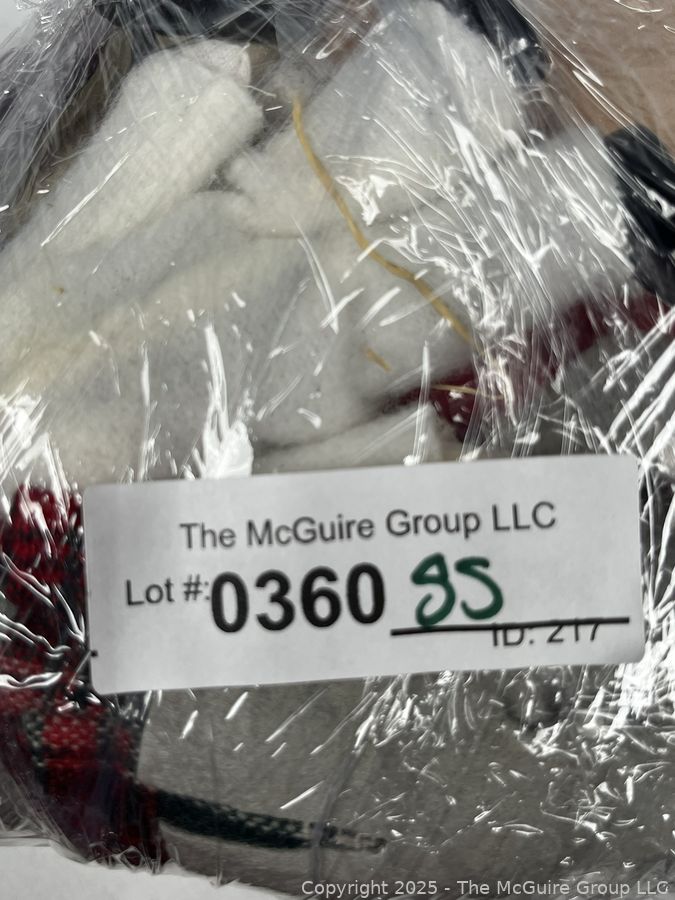 The McGuire Group LLC
Lot #: 0360 gs
ID: 217
Copyright 2025 - The McGuire Group LLC